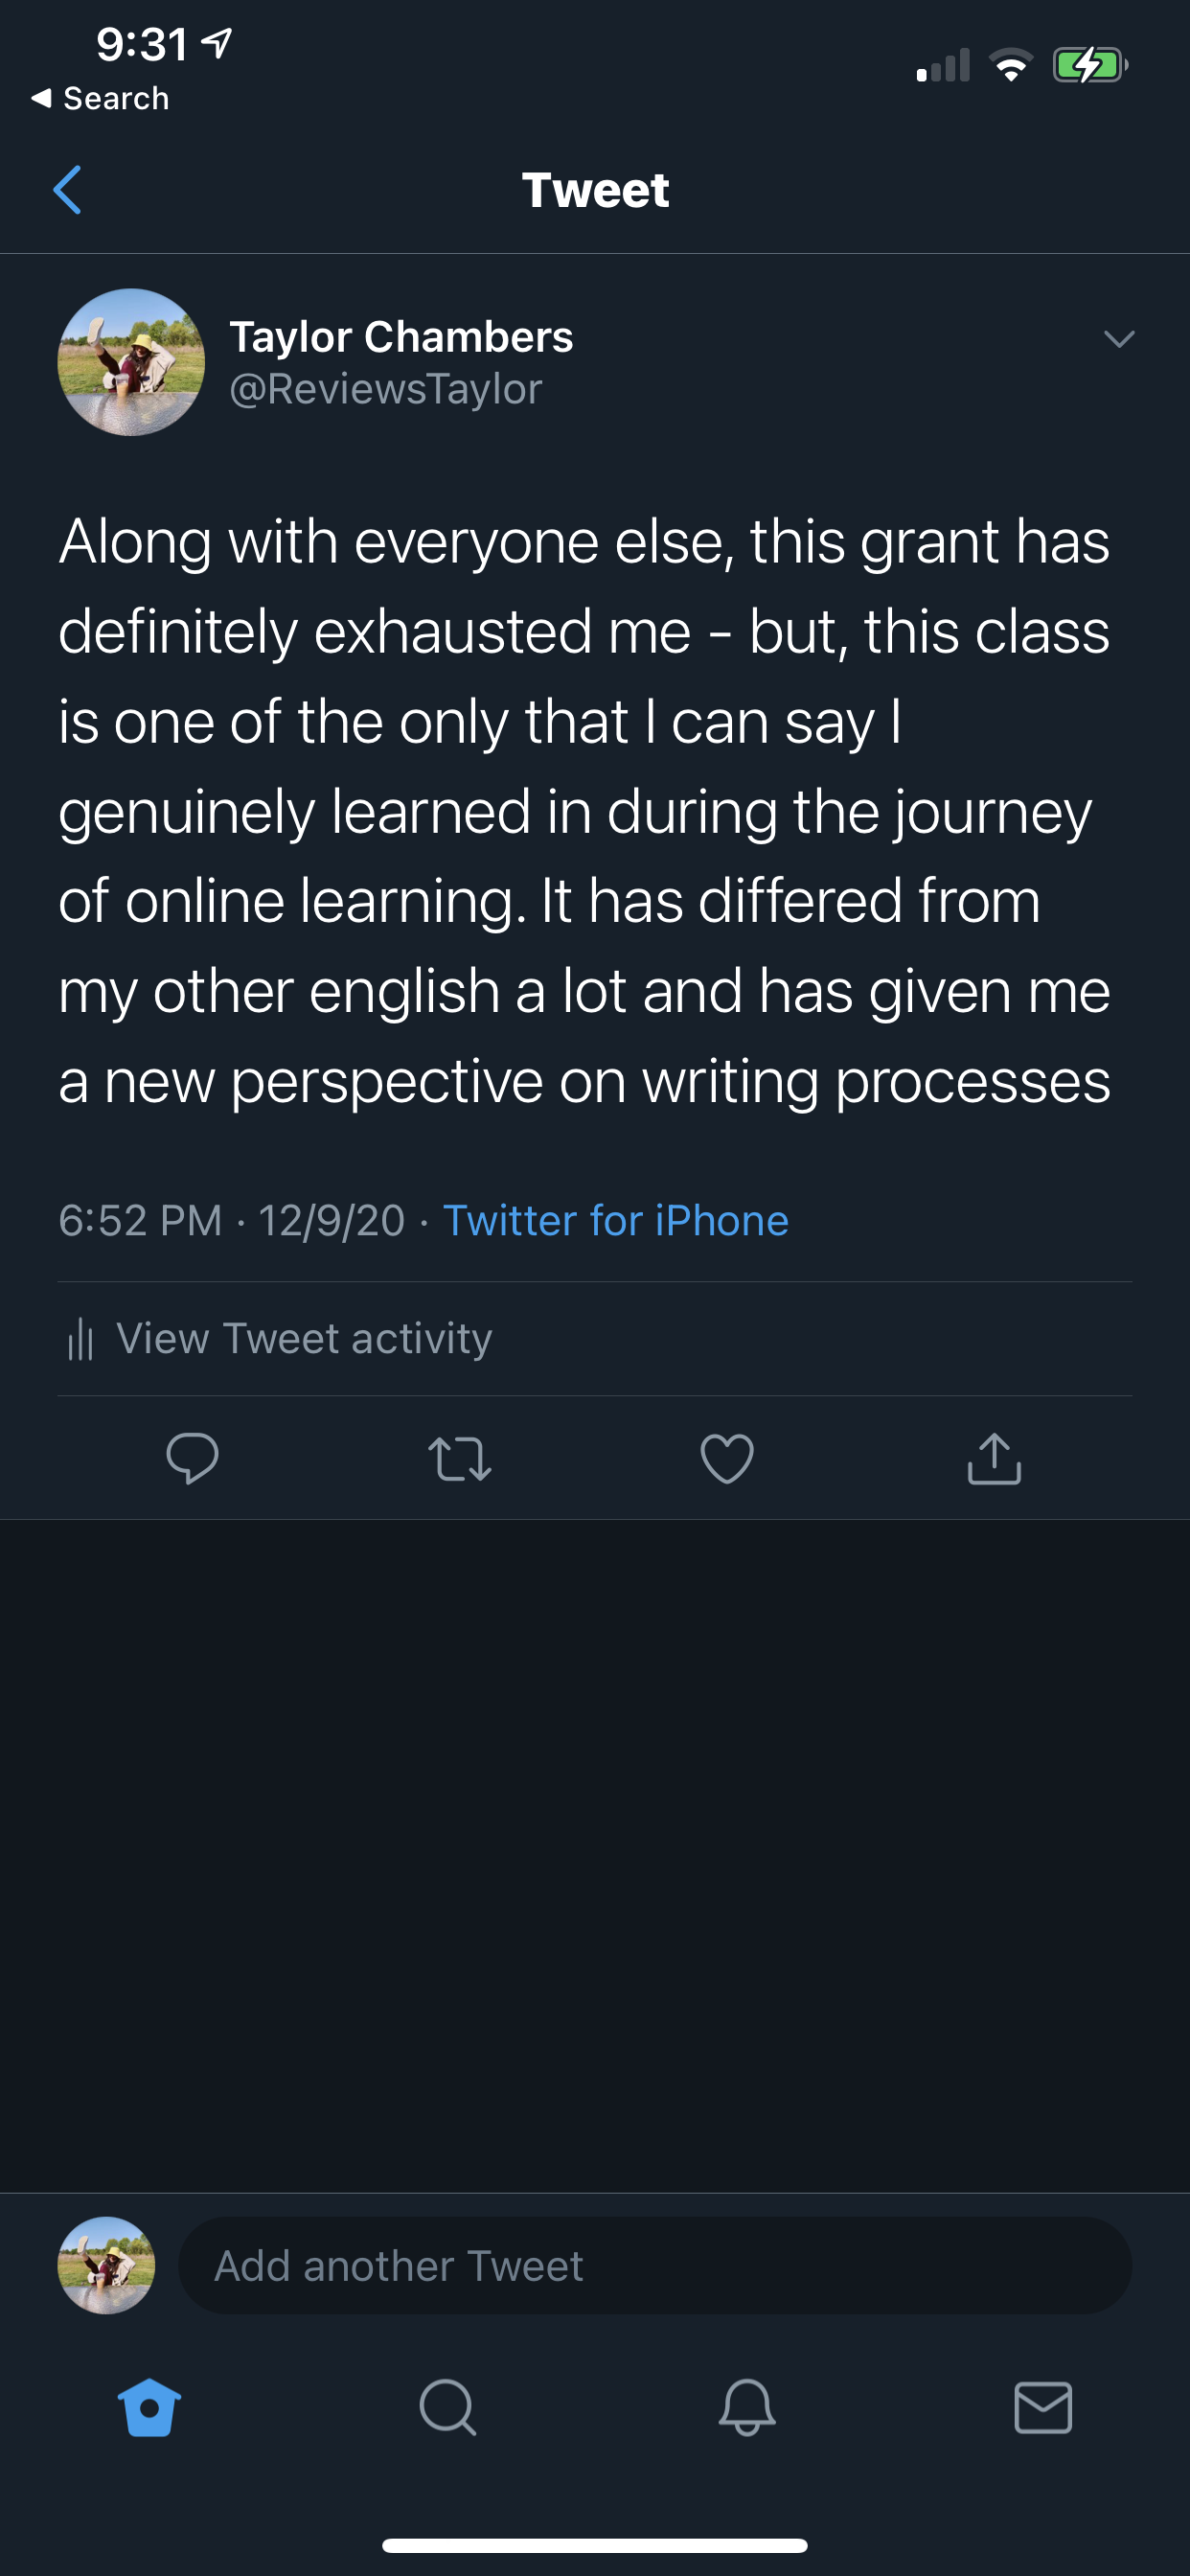 9:31
◀ Search
Tweet
Taylor Chambers
@ReviewsTaylor
Along with everyone else, this grant has
definitely exhausted me - but, this class
is one of the only that I can say I
genuinely learned in during the journey
of online learning. It has differed from
my other english a lot and has given me
a new perspective on writing processes
6:52 PM · 12/9/20 · Twitter for iPhone
View Tweet activity
Add another Tweet